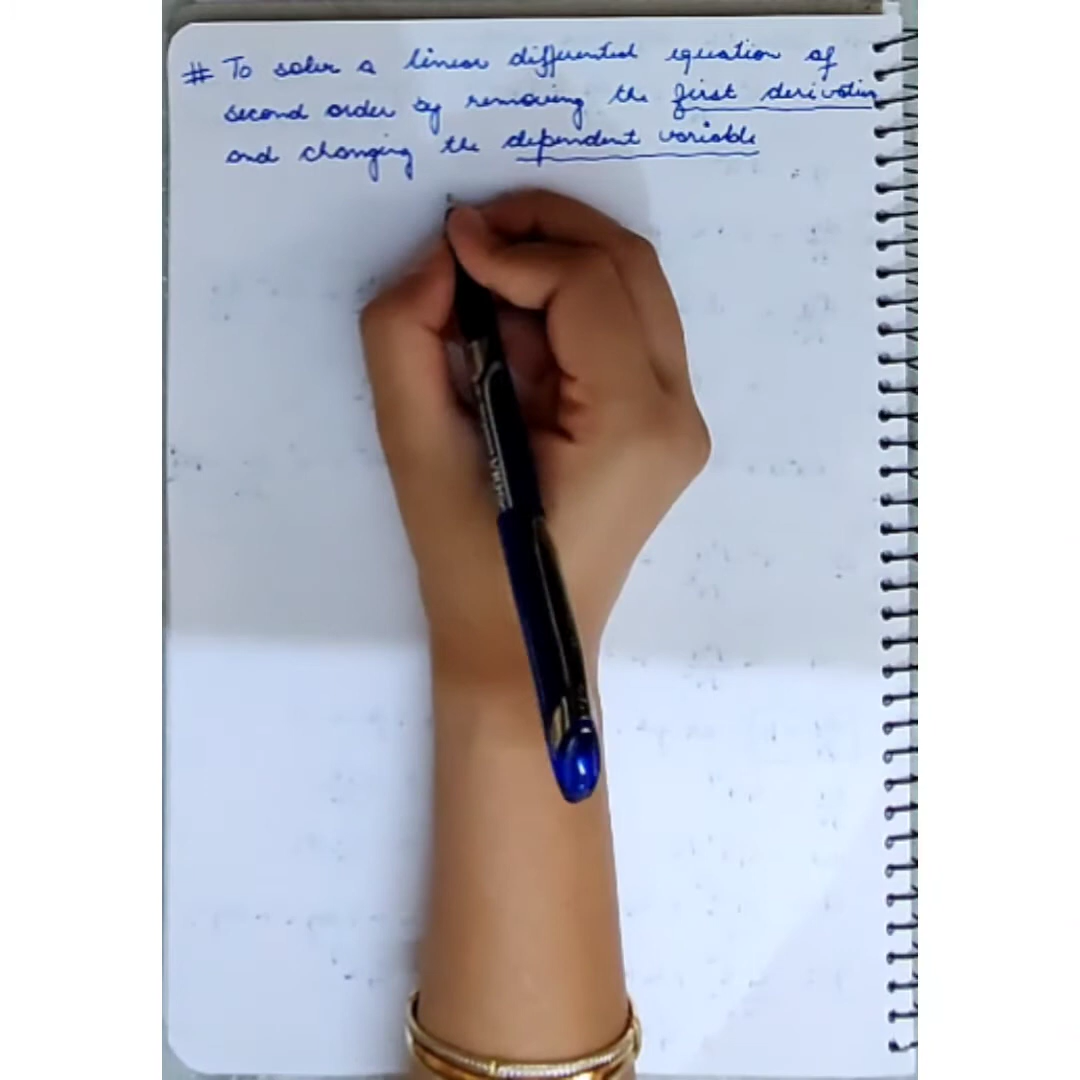 # To solve a linear differential equation of
second order by removing the first derivative
and changing the dependent variable